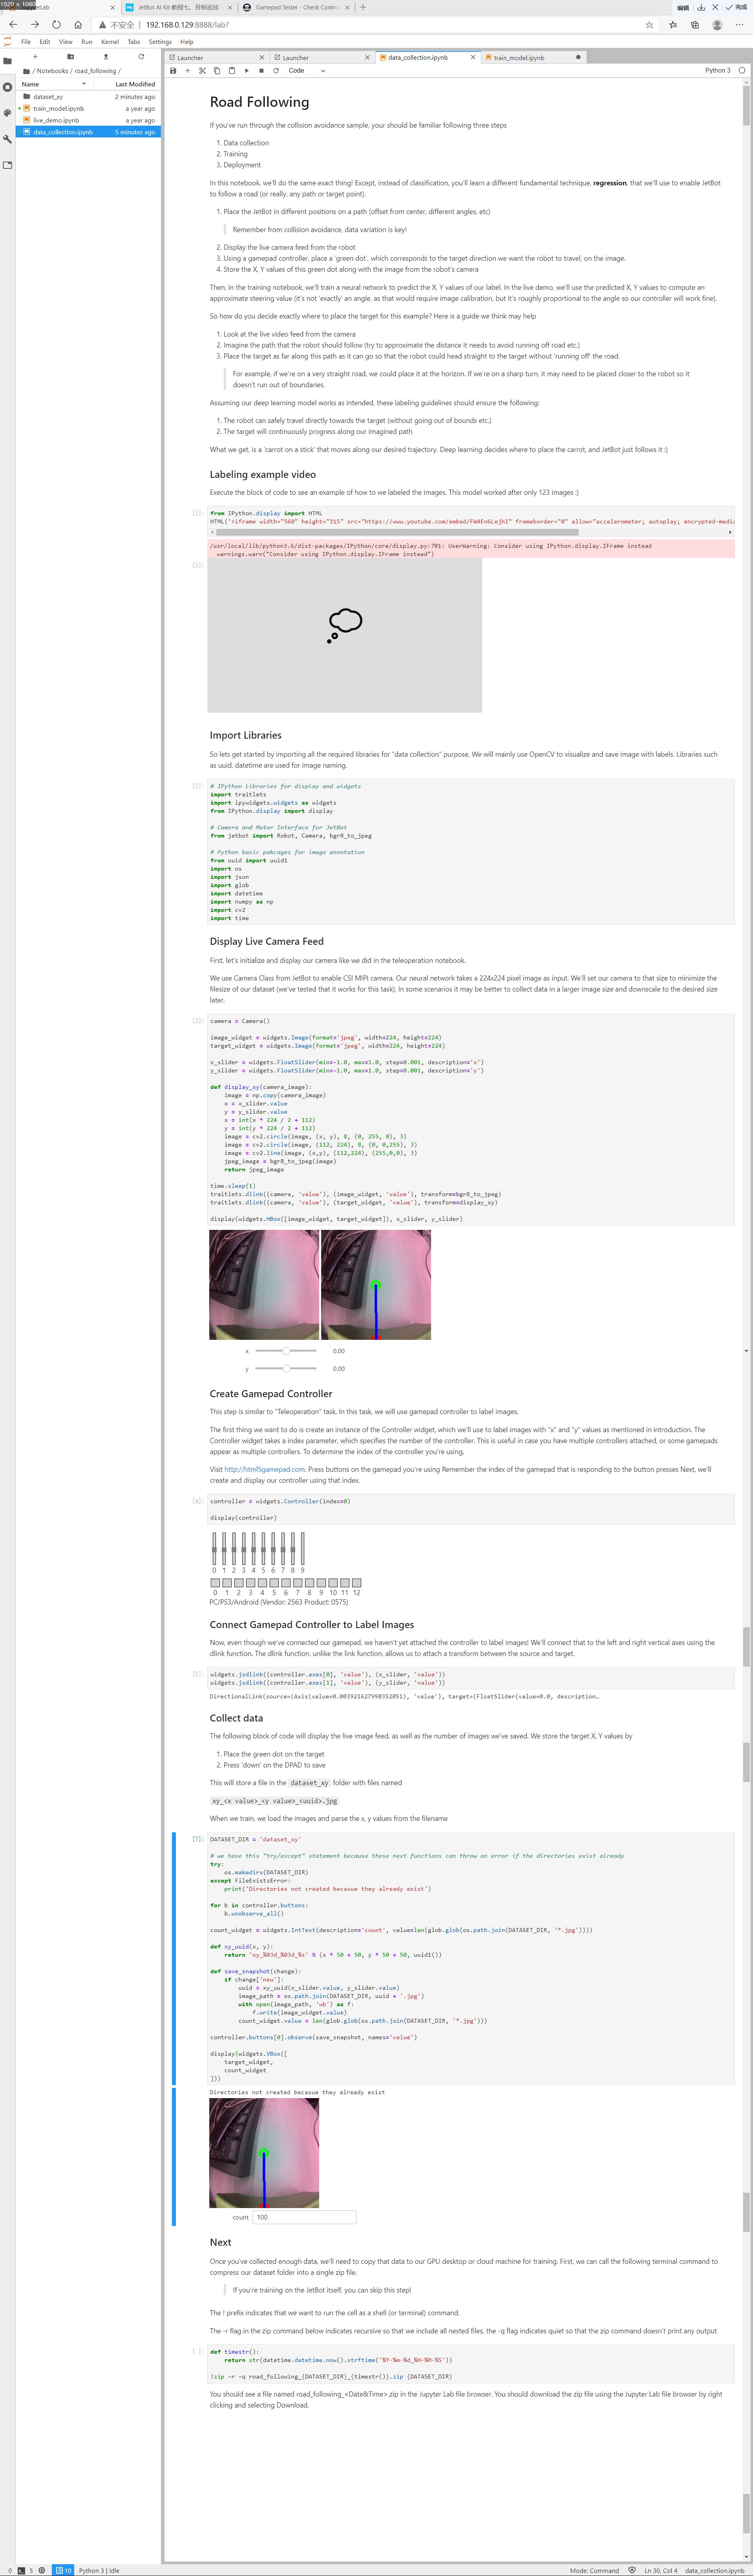 1920 x 1080
JetBot AI Kit 教程七、目标巡线
Gamepad Tester - Check Contro
编辑
完成
不安全 | 192.168.0.129:8888/lab?
File Edit View Run Kernel Tabs Settings Help
/ Notebooks / road_following /
Name Last Modified
dataset_xy 2 minutes ago
train_model.ipynb a year ago
live_demo.ipynb a year ago
data_collection.ipynb 5 minutes ago
Launcher
Launcher
data_collection.ipynb
train_model.ipynb
Code
Python 3
Road Following
If you've run through the collision avoidance sample, your should be familiar following three steps
1. Data collection
2. Training
3. Deployment
In this notebook, we'll do the same exact thing! Except, instead of classification, you'll learn a different fundamental technique, regression, that we'll use to enable JetBot
to follow a road (or really, any path or target point).
1. Place the JetBot in different positions on a path (offset from center, different angles, etc)
Remember from collision avoidance, data variation is key!
2. Display the live camera feed from the robot
3. Using a gamepad controller, place a 'green dot', which corresponds to the target direction we want the robot to travel, on the image.
4. Store the X, Y values of this green dot along with the image from the robot's camera
Then, in the training notebook, we'll train a neural network to predict the X, Y values of our label. In the live demo, we'll use the predicted X, Y values to compute an
approximate steering value (it's not 'exactly' an angle, as that would require image calibration, but it's roughly proportional to the angle so our controller will work fine).
So how do you decide exactly where to place the target for this example? Here is a guide we think may help
1. Look at the live video feed from the camera
2. Imagine the path that the robot should follow (try to approximate the distance it needs to avoid running off road etc.)
3. Place the target as far along this path as it can go so that the robot could head straight to the target without 'running off' the road.
For example, if we're on a very straight road, we could place it at the horizon. If we're on a sharp turn, it may need to be placed closer to the robot so it
doesn't run out of boundaries.
Assuming our deep learning model works as intended, these labeling guidelines should ensure the following:
1. The robot can safely travel directly towards the target (without going out of bounds etc.)
2. The target will continuously progress along our imagined path
What we get, is a 'carrot on a stick' that moves along our desired trajectory. Deep learning decides where to place the carrot, and JetBot just follows it :)
Labeling example video
Execute the block of code to see an example of how to we labeled the images. This model worked after only 123 images :)
[1]: from IPython.display import HTML
HTML('<iframe width="560" height="315" src="https://www.youtube.com/embed/FW4En6LejhI" frameborder="0" allow="accelerometer; autoplay; encrypted-media
/usr/local/lib/python3.6/dist-packages/IPython/core/display.py:701: UserWarning: Consider using IPython.display.IFrame instead
warnings.warn("Consider using IPython.display.IFrame instead")
[1]:
Import Libraries
So lets get started by importing all the required libraries for "data collection" purpose. We will mainly use OpenCV to visualize and save image with labels. Libraries such
as uuid, datetime are used for image naming.
[2]: # IPython Libraries for display and widgets
import traitlets
import ipywidgets.widgets as widgets
from IPython.display import display
# Camera and Motor Interface for JetBot
from jetbot import Robot, Camera, bgr8_to_jpeg
# Python basic pakcages for image annotation
from uuid import uuid1
import os
import json
import glob
import datetime
import numpy as np
import cv2
import time
Display Live Camera Feed
First, let's initialize and display our camera like we did in the teleoperation notebook.
We use Camera Class from JetBot to enable CSI MIPI camera. Our neural network takes a 224x224 pixel image as input. We'll set our camera to that size to minimize the
filesize of our dataset (we've tested that it works for this task). In some scenarios it may be better to collect data in a larger image size and downscale to the desired size
later.
[3]: camera = Camera()
image_widget = widgets.Image(format='jpeg', width=224, height=224)
target_widget = widgets.Image(format='jpeg', width=224, height=224)
x_slider = widgets.FloatSlider(min=-1.0, max=1.0, step=0.001, description='x')
y_slider = widgets.FloatSlider(min=-1.0, max=1.0, step=0.001, description='y')
def display_xy(camera_image):
image = np.copy(camera_image)
x = x_slider.value
y = y_slider.value
x = int(x * 224 / 2 + 112)
y = int(y * 224 / 2 + 112)
image = cv2.circle(image, (x, y), 8, (0, 255, 0), 3)
image = cv2.circle(image, (112, 224), 8, (0, 0,255), 3)
image = cv2.line(image, (x,y), (112,224), (255,0,0), 3)
jpeg_image = bgr8_to_jpeg(image)
return jpeg_image
time.sleep(1)
traitlets.dlink((camera, 'value'), (image_widget, 'value'), transform=bgr8_to_jpeg)
traitlets.dlink((camera, 'value'), (target_widget, 'value'), transform=display_xy)
display(widgets.HBox([image_widget, target_widget]), x_slider, y_slider)
x 0.00
y 0.00
Create Gamepad Controller
This step is similar to "Teleoperation" task. In this task, we will use gamepad controller to label images.
The first thing we want to do is create an instance of the Controller widget, which we'll use to label images with "x" and "y" values as mentioned in introduction. The
Controller widget takes a index parameter, which specifies the number of the controller. This is useful in case you have multiple controllers attached, or some gamepads
appear as multiple controllers. To determine the index of the controller you're using,
Visit http://html5gamepad.com. Press buttons on the gamepad you're using Remember the index of the gamepad that is responding to the button presses Next, we'll
create and display our controller using that index.
[4]: controller = widgets.Controller(index=0)
display(controller)
0 1 2 3 4 5 6 7 8 9
0 1 2 3 4 5 6 7 8 9 10 11 12
PC/PS3/Android (Vendor: 2563 Product: 0575)
Connect Gamepad Controller to Label Images
Now, even though we've connected our gamepad, we haven't yet attached the controller to label images! We'll connect that to the left and right vertical axes using the
dlink function. The dlink function, unlike the link function, allows us to attach a transform between the source and target.
[5]: widgets.jsdlink((controller.axes[0], 'value'), (x_slider, 'value'))
widgets.jsdlink((controller.axes[1], 'value'), (y_slider, 'value'))
DirectionalLink(source=(Axis(value=0.003921627998352051), 'value'), target=(FloatSlider(value=0.0, description…
Collect data
The following block of code will display the live image feed, as well as the number of images we've saved. We store the target X, Y values by
1. Place the green dot on the target
2. Press 'down' on the DPAD to save
This will store a file in the dataset_xy folder with files named
xy_<x value>_<y value>_<uuid>.jpg
When we train, we load the images and parse the x, y values from the filename
[7]: DATASET_DIR = 'dataset_xy'
# we have this "try/except" statement because these next functions can throw an error if the directories exist already
try:
os.makedirs(DATASET_DIR)
except FileExistsError:
print('Directories not created becasue they already exist')
for b in controller.buttons:
b.unobserve_all()
count_widget = widgets.IntText(description='count', value=len(glob.glob(os.path.join(DATASET_DIR, '*.jpg'))))
def xy_uuid(x, y):
return 'xy_%03d_%03d_%s' % (x * 50 + 50, y * 50 + 50, uuid1())
def save_snapshot(change):
if change['new']:
uuid = xy_uuid(x_slider.value, y_slider.value)
image_path = os.path.join(DATASET_DIR, uuid + '.jpg')
with open(image_path, 'wb') as f:
f.write(image_widget.value)
count_widget.value = len(glob.glob(os.path.join(DATASET_DIR, '*.jpg')))
controller.buttons[0].observe(save_snapshot, names='value')
display(widgets.VBox([
target_widget,
count_widget
]))
Directories not created becasue they already exist
count 100
Next
Once you've collected enough data, we'll need to copy that data to our GPU desktop or cloud machine for training. First, we can call the following terminal command to
compress our dataset folder into a single zip file.
If you're training on the JetBot itself, you can skip this step!
The ! prefix indicates that we want to run the cell as a shell (or terminal) command.
The -r flag in the zip command below indicates recursive so that we include all nested files, the -q flag indicates quiet so that the zip command doesn't print any output
[ ]: def timestr():
return str(datetime.datetime.now().strftime('%Y-%m-%d_%H-%M-%S'))
!zip -r -q road_following_{DATASET_DIR}_{timestr()}.zip {DATASET_DIR}
You should see a file named road_following_<Date&Time>.zip in the Jupyter Lab file browser. You should download the zip file using the Jupyter Lab file browser by right
clicking and selecting Download.
0 5 10 Python 3 | Idle Mode: Command Ln 30, Col 4 data_collection.ipynb